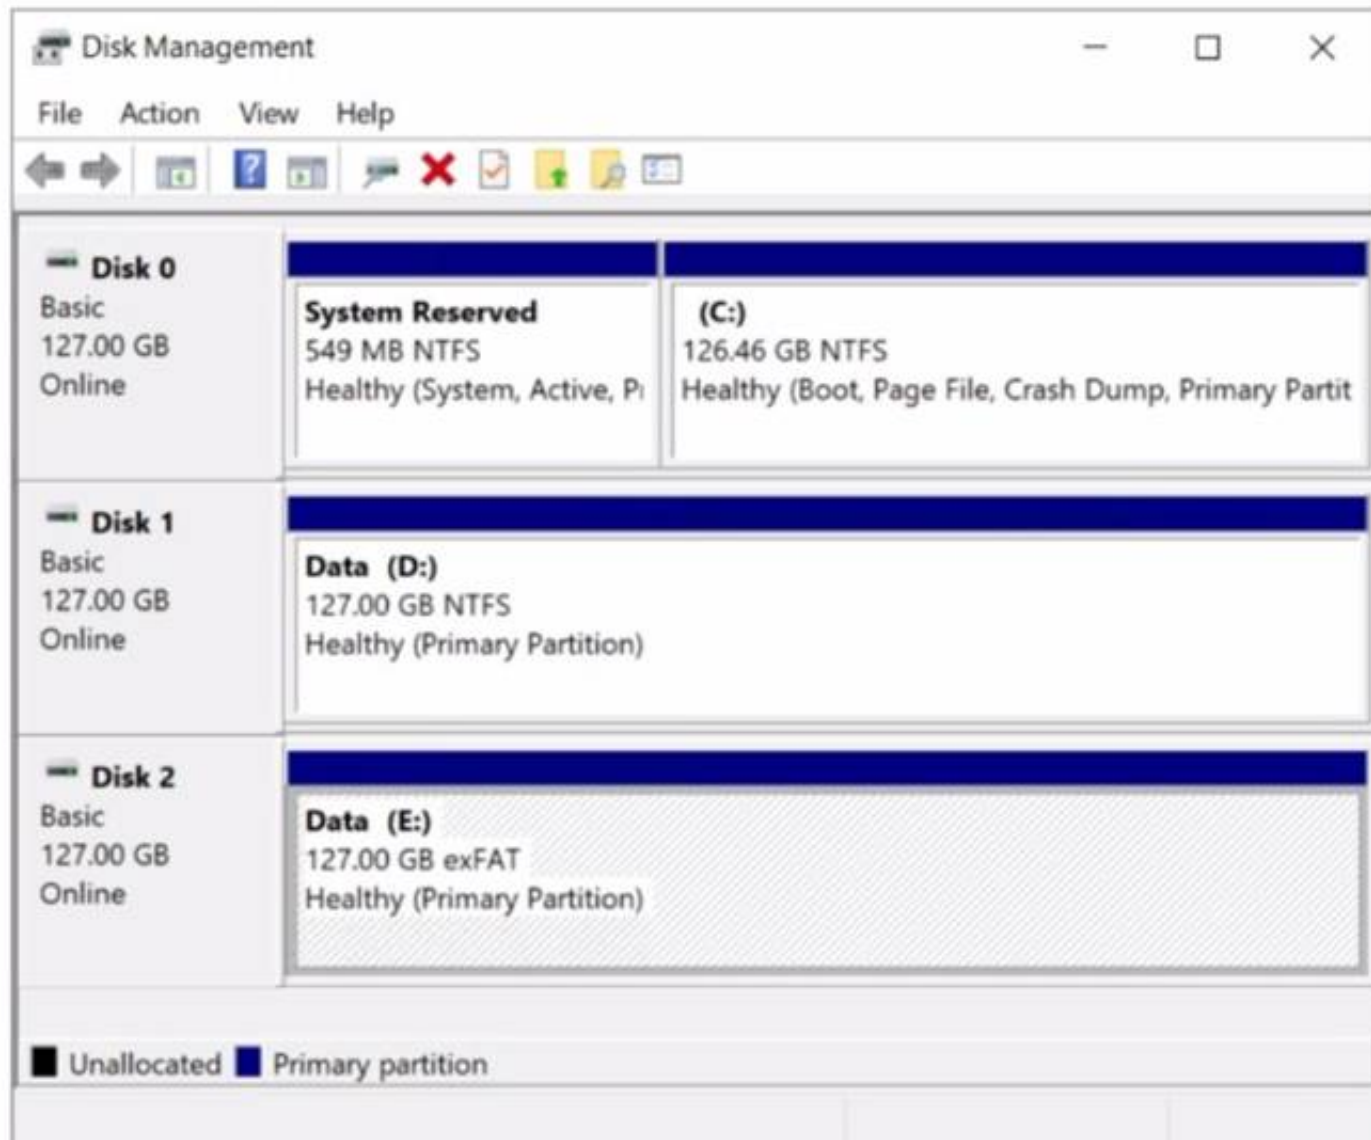 Disk Management
File Action View Help
Disk 0
Basic
127.00 GB
Online
System Reserved
549 MB NTFS
Healthy (System, Active, P
(C:)
126.46 GB NTFS
Healthy (Boot, Page File, Crash Dump, Primary Partit
Disk 1
Basic
127.00 GB
Online
Data (D:)
127.00 GB NTFS
Healthy (Primary Partition)
Disk 2
Basic
127.00 GB
Online
Data (E:)
127.00 GB exFAT
Healthy (Primary Partition)
Unallocated Primary partition